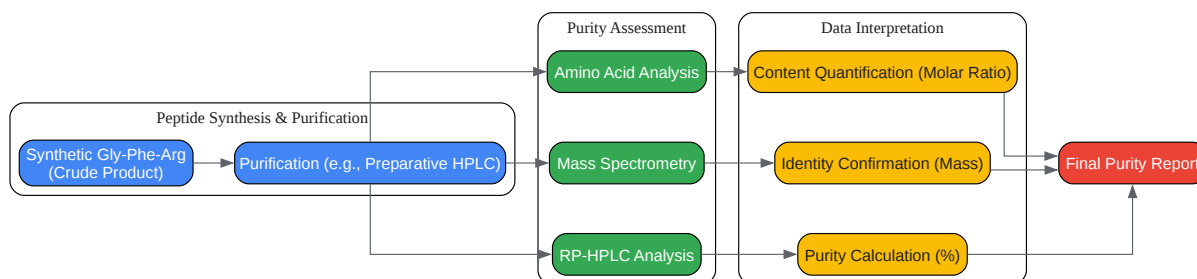 Peptide Synthesis & Purification
Synthetic Gly-Phe-Arg
(Crude Product)
Purification (e.g., Preparative HPLC)
Purity Assessment
Amino Acid Analysis
Mass Spectrometry
RP-HPLC Analysis
Data Interpretation
Content Quantification (Molar Ratio)
Identity Confirmation (Mass)
Purity Calculation (%)
Final Purity Report